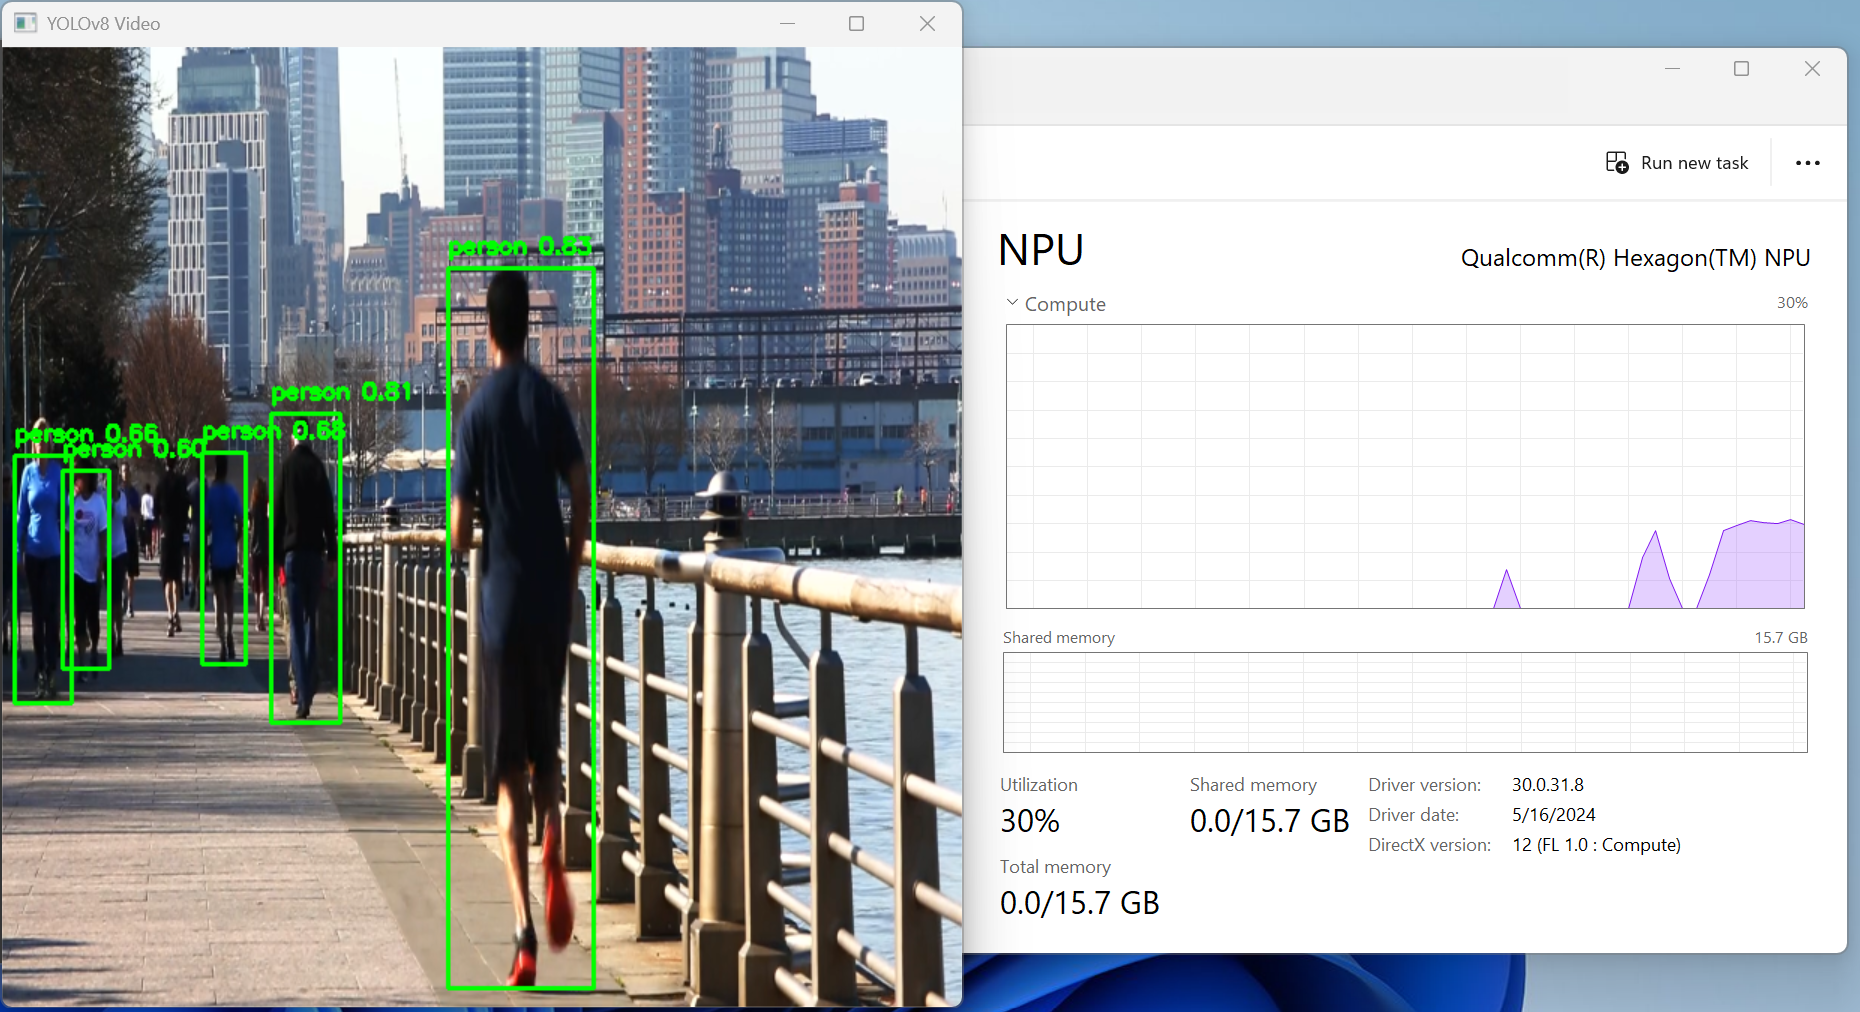 YOLOv8 Video
person 0.83
person 0.81
person 0.66
person 0.60
person 0.68
Run new task
NPU
Qualcomm(R) Hexagon(TM) NPU
Compute
30%
Shared memory
15.7 GB
Utilization
30%
Shared memory
0.0/15.7 GB
Driver version: 30.0.31.8
Driver date: 5/16/2024
DirectX version: 12 (FL 1.0 : Compute)
Total memory
0.0/15.7 GB